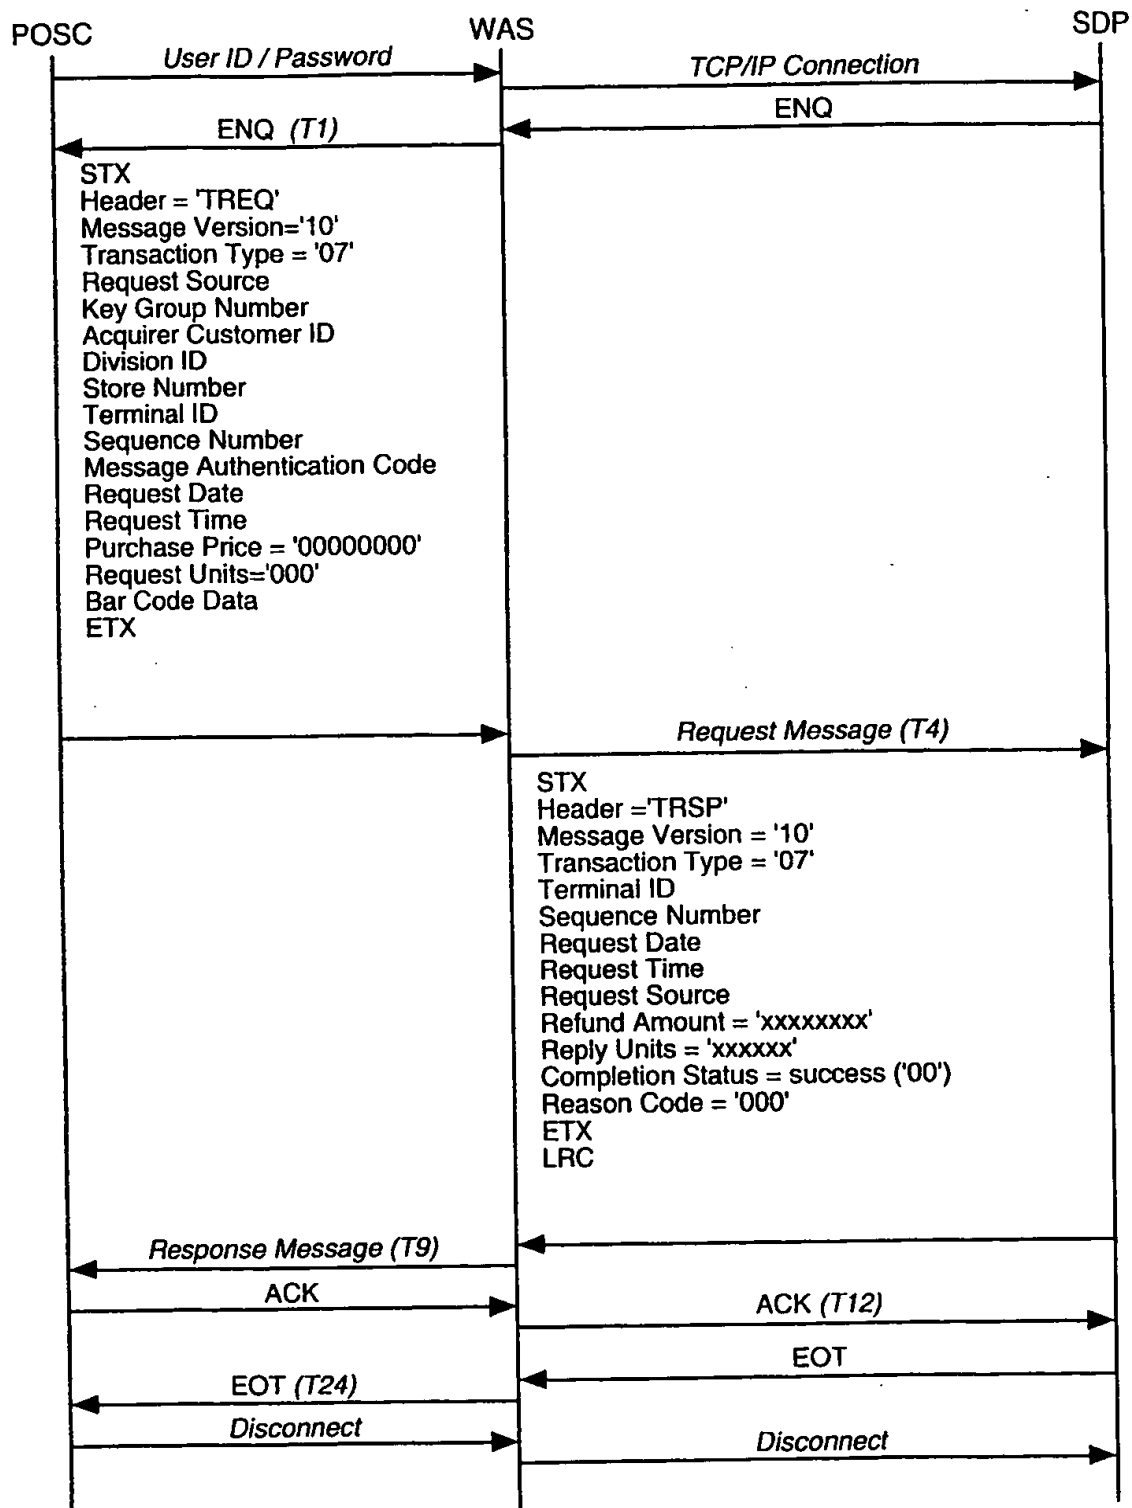 POSC
WAS
SDP
User ID / Password
TCP/IP Connection
ENQ
ENQ (T1)
STX
Header = 'TREQ'
Message Version='10'
Transaction Type = '07'
Request Source
Key Group Number
Acquirer Customer ID
Division ID
Store Number
Terminal ID
Sequence Number
Message Authentication Code
Request Date
Request Time
Purchase Price = '00000000'
Request Units='000'
Bar Code Data
ETX
Request Message (T4)
STX
Header ='TRSP'
Message Version = '10'
Transaction Type = '07'
Terminal ID
Sequence Number
Request Date
Request Time
Request Source
Refund Amount = 'xxxxxxxx'
Reply Units = 'xxxxxx'
Completion Status = success ('00')
Reason Code = '000'
ETX
LRC
Response Message (T9)
ACK
ACK (T12)
EOT
EOT (T24)
Disconnect
Disconnect